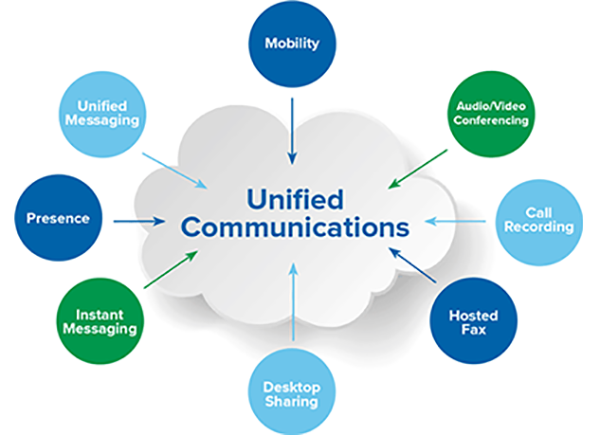 Mobility
Unified
Messaging
Audio/Video
Conferencing
Presence
Unified
Communications
Call
Recording
Instant
Messaging
Hosted
Fax
Desktop
Sharing